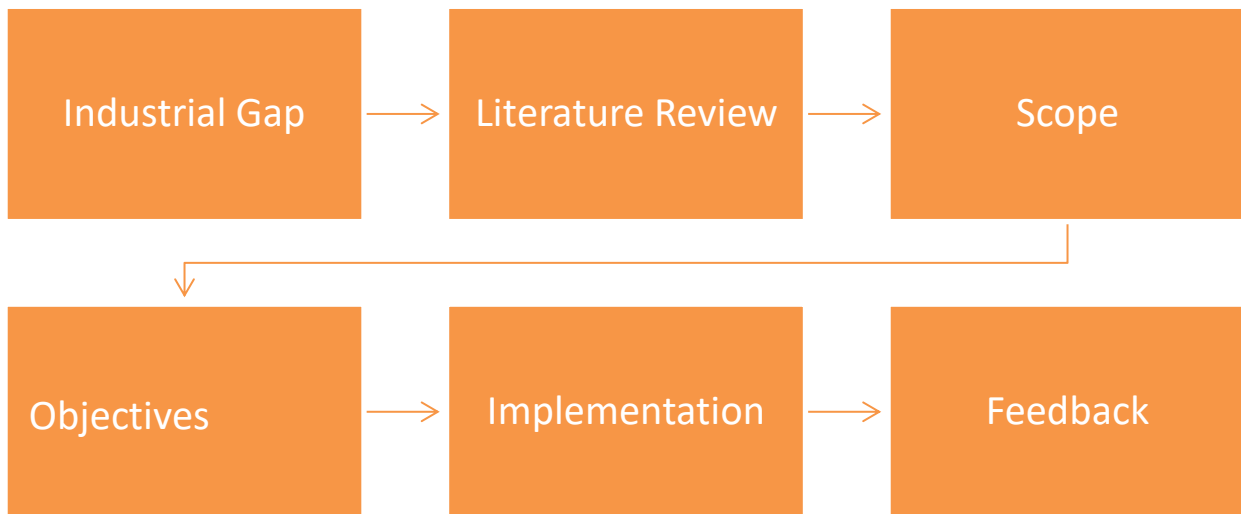 Industrial Gap
Literature Review
Scope
Objectives
Implementation
Feedback